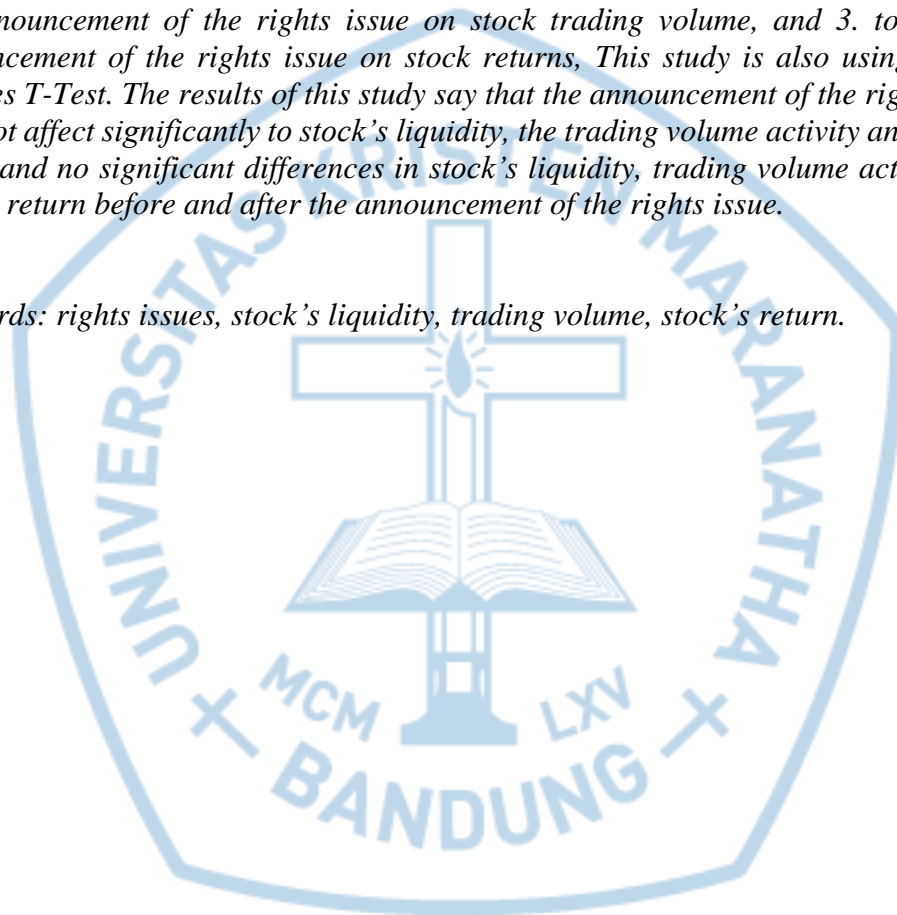 nouncement of the rights issue on stock trading volume, and 3. to
ncement of the rights issue on stock returns, This study is also using
es T-Test. The results of this study say that the announcement of the rig
ot affect significantly to stock's liquidity, the trading volume activity an
and no significant differences in stock's liquidity, trading volume act
return before and after the announcement of the rights issue.
rds: rights issues, stock's liquidity, trading volume, stock's return.
UNIVERSITAS KRISTEN MARANATHA
MCM LXV
+ BANDUNG +